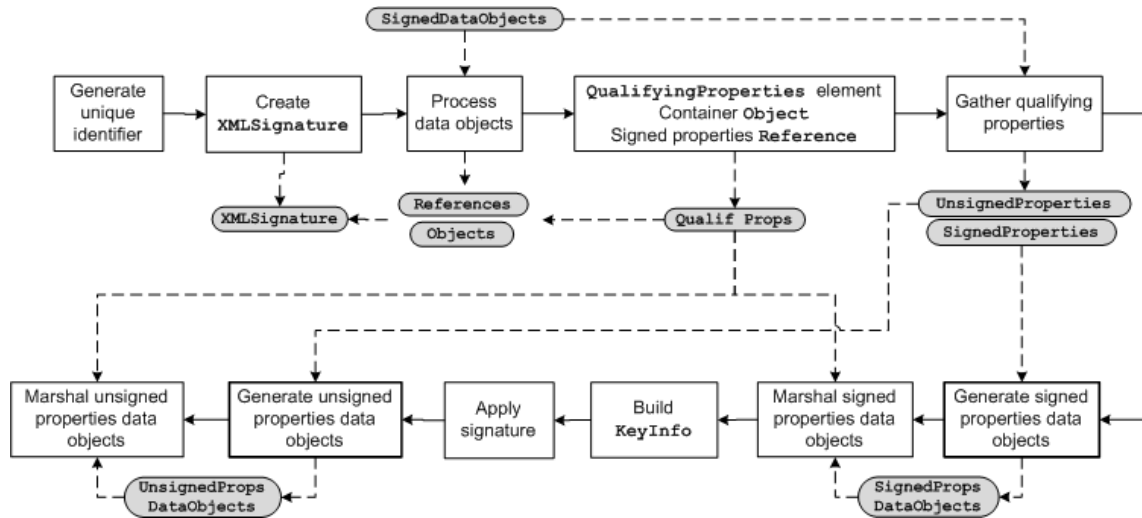 SignedDataObjects
Generate
unique
identifier
Create
XMLSignature
Process
data objects
QualifyingProperties element
Container Object
Signed properties Reference
Gather qualifying
properties
XMLSignature
References
Objects
Qualif Props
UnsignedProperties
SignedProperties
Marshal unsigned
properties data
objects
Generate unsigned
properties data
objects
Apply
signature
Build
KeyInfo
Marshal signed
properties data
objects
Generate signed
properties data
objects
UnsignedProps
DataObjects
SignedProps
DataObjects